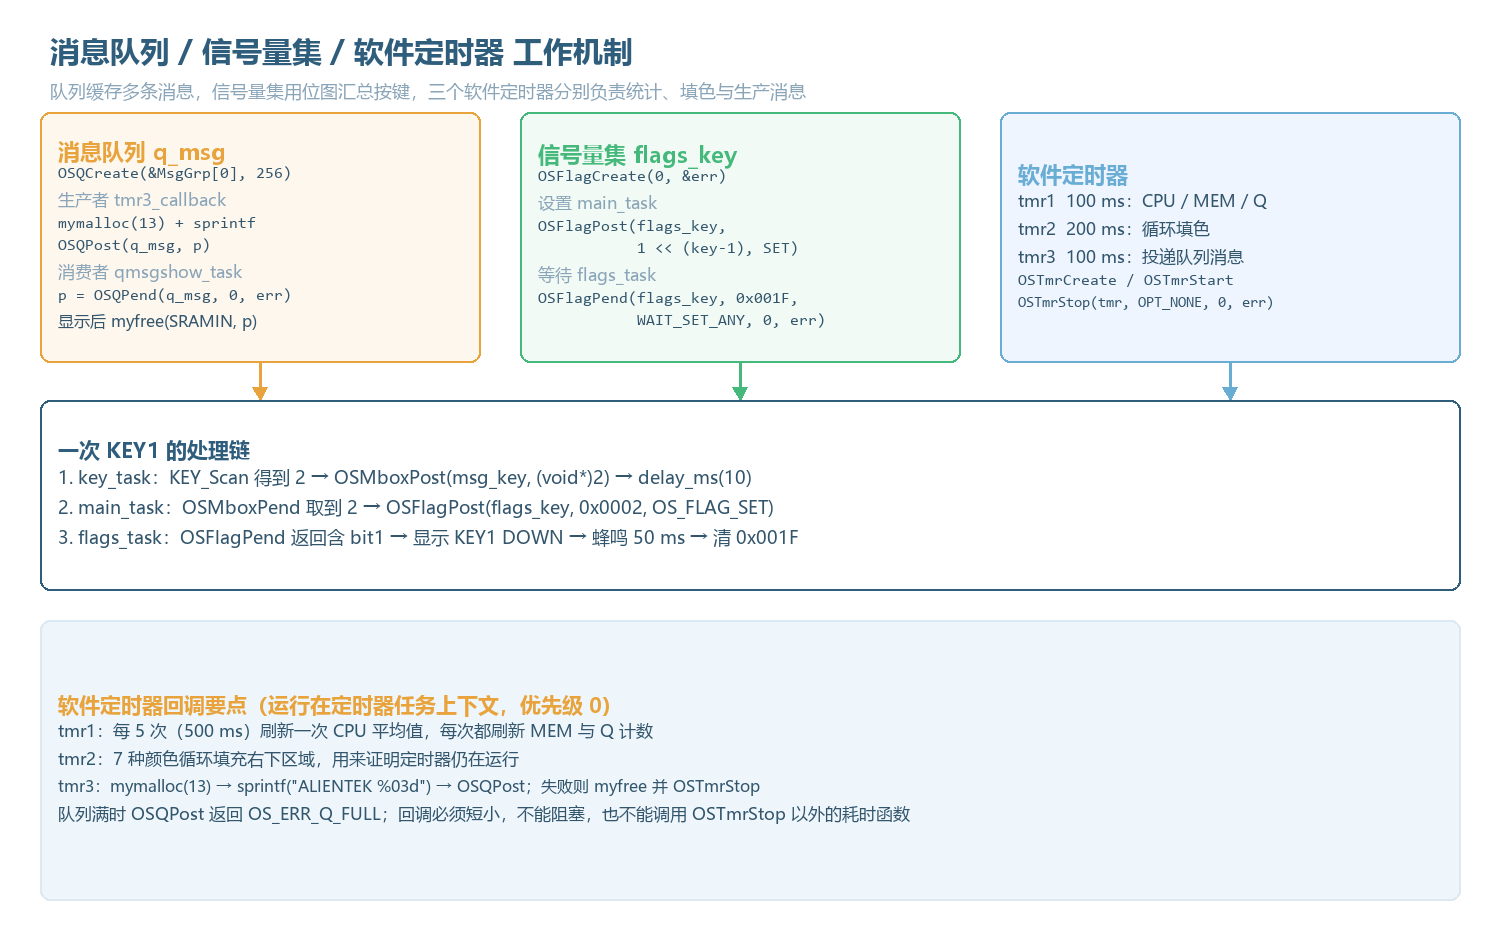 消息队列 / 信号量集 / 软件定时器 工作机制
队列缓存多条消息，信号量集用位图汇总按键，三个软件定时器分别负责统计、填色与生产消息
消息队列 q_msg
OSQCreate(&MsgGrp[0], 256)
生产者 tmr3_callback
mymalloc(13) + sprintf
OSQPost(q_msg, p)
消费者 qmsgshow_task
p = OSQPend(q_msg, 0, err)
显示后 myfree(SRAMIN, p)
信号量集 flags_key
OSFlagCreate(0, &err)
设置 main_task
OSFlagPost(flags_key,
1 << (key-1), SET)
等待 flags_task
OSFlagPend(flags_key, 0x001F,
WAIT_SET_ANY, 0, err)
软件定时器
tmr1 100 ms：CPU / MEM / Q
tmr2 200 ms：循环填色
tmr3 100 ms：投递队列消息
OSTmrCreate / OSTmrStart
OSTmrStop(tmr, OPT_NONE, 0, err)
一次 KEY1 的处理链
1. key_task：KEY_Scan 得到 2 → OSMboxPost(msg_key, (void*)2) → delay_ms(10)
2. main_task：OSMboxPend 取到 2 → OSFlagPost(flags_key, 0x0002, OS_FLAG_SET)
3. flags_task：OSFlagPend 返回含 bit1 → 显示 KEY1 DOWN → 蜂鸣 50 ms → 清 0x001F
软件定时器回调要点（运行在定时器任务上下文，优先级 0）
tmr1：每 5 次（500 ms）刷新一次 CPU 平均值，每次都刷新 MEM 与 Q 计数
tmr2：7 种颜色循环填充右下区域，用来证明定时器仍在运行
tmr3：mymalloc(13) → sprintf("ALIENTEK %03d") → OSQPost；失败则 myfree 并 OSTmrStop
队列满时 OSQPost 返回 OS_ERR_Q_FULL；回调必须短小，不能阻塞，也不能调用 OSTmrStop 以外的耗时函数